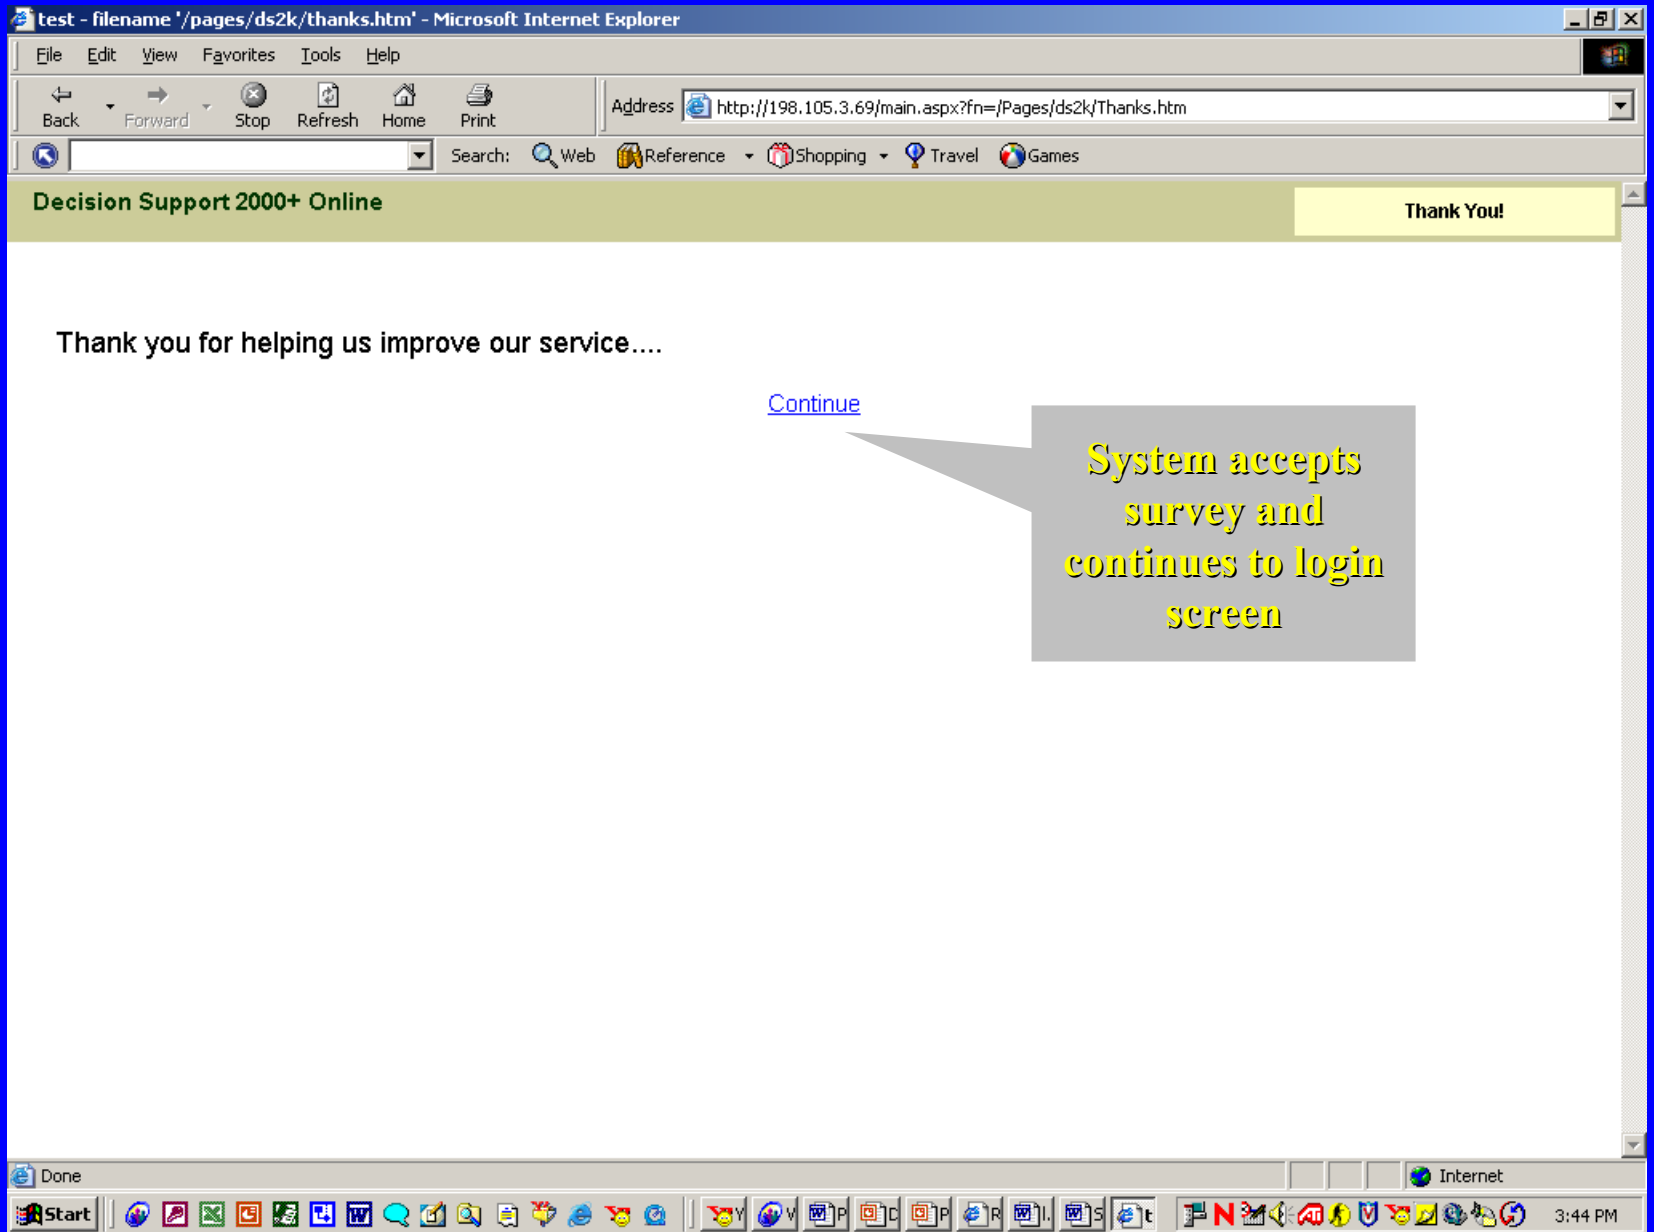 test - filename '/pages/ds2k/thanks.htm' - Microsoft Internet Explorer
File Edit View Favorites Tools Help
Back Forward Stop Refresh Home Print Address http://198.105.3.69/main.aspx?fn=/Pages/ds2k/Thanks.htm
Search: Web Reference Shopping Travel Games
Decision Support 2000+ Online
Thank You!
Thank you for helping us improve our service....
Continue
System accepts
survey and
continues to login
screen
Done Internet
Start 3:44 PM